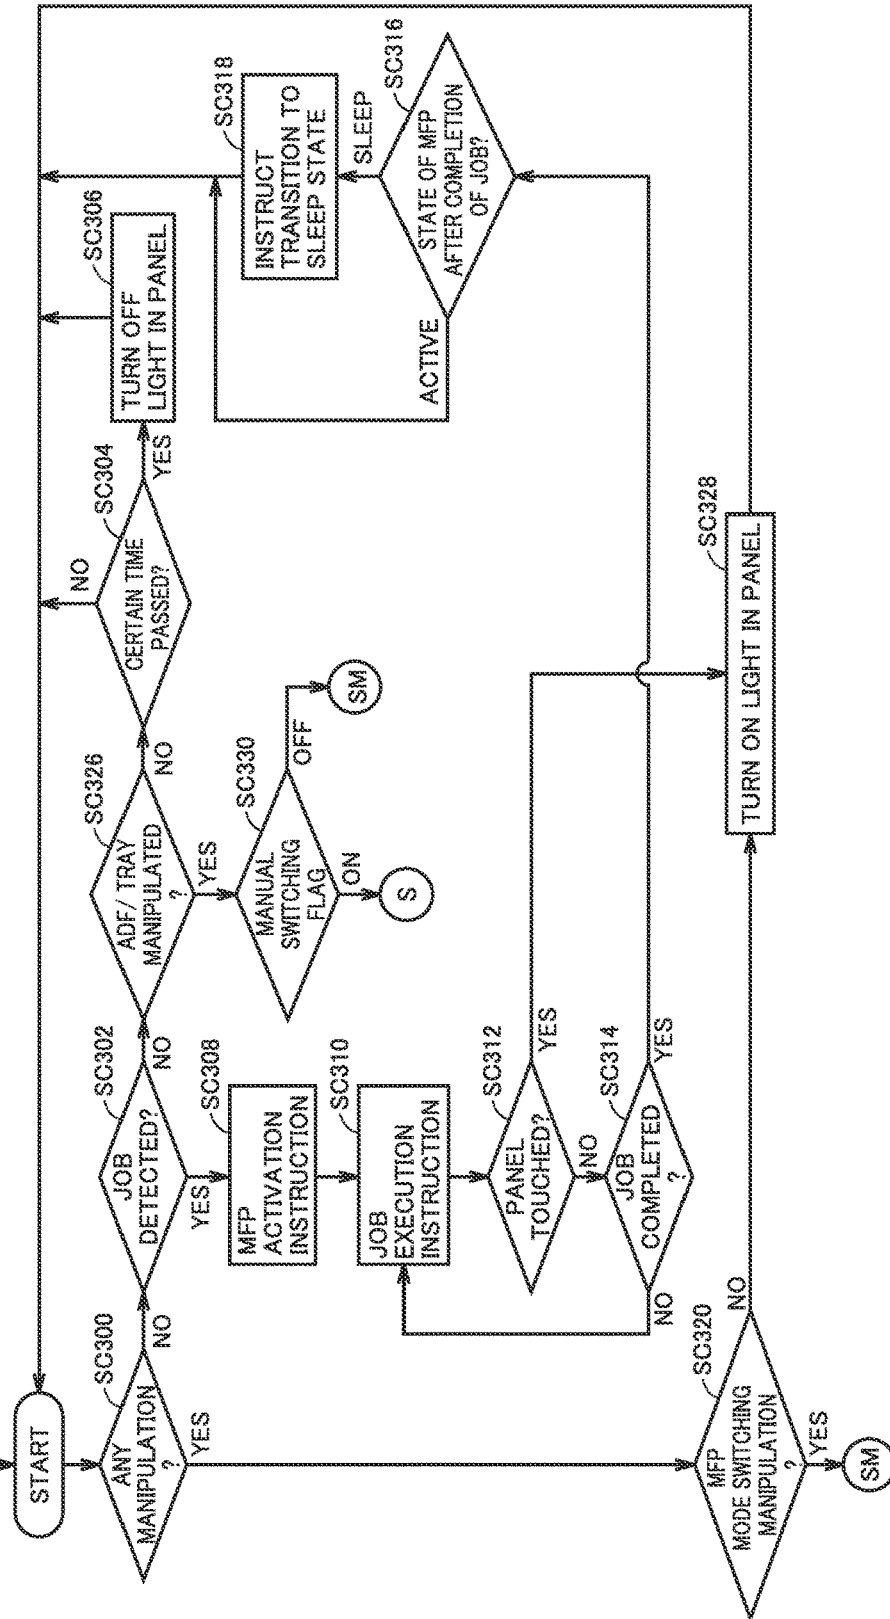 START
SC300
ANY
MANIPULATION
?
NO
YES
SC302
JOB
DETECTED?
NO
YES
SC326
ADF/ TRAY
MANIPULATED
?
NO
YES
SC304
CERTAIN TIME
PASSED?
NO
YES
SC306
TURN OFF
LIGHT IN PANEL
SC330
MANUAL
SWITCHING
FLAG
OFF
SM
ON
S
SC308
MFP
ACTIVATION
INSTRUCTION
SC310
JOB
EXECUTION
INSTRUCTION
SC312
PANEL
TOUCHED?
YES
NO
SC314
JOB
COMPLETED
?
YES
NO
SC318
INSTRUCT
TRANSITION TO
SLEEP STATE
SC316
STATE OF MFP
AFTER COMPLETION
OF JOB?
SLEEP
ACTIVE
SC320
MFP
MODE SWITCHING
MANIPULATION
?
NO
YES
SM
SC328
TURN ON LIGHT IN PANEL